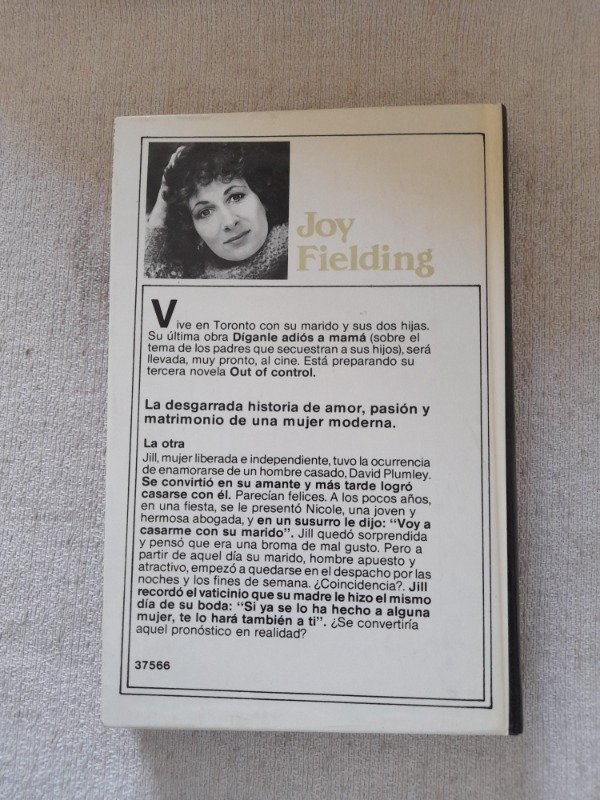 Joy
Fielding
Vive en Toronto con su marido y sus dos hijas.
Su última obra Díganle adiós a mamá (sobre el
tema de los padres que secuestran a sus hijos), será
llevada, muy pronto, al cine. Está preparando su
tercera novela Out of control.
La desgarrada historia de amor, pasión y
matrimonio de una mujer moderna.
La otra
Jill, mujer liberada e independiente, tuvo la ocurrencia
de enamorarse de un hombre casado, David Plumley.
Se convirtió en su amante y más tarde logró
casarse con él. Parecían felices. A los pocos años,
en una fiesta, se le presentó Nicole, una joven y
hermosa abogada, y en un susurro le dijo: "Voy a
casarme con su marido". Jill quedó sorprendida
y pensó que era una broma de mal gusto. Pero a
partir de aquel día su marido, hombre apuesto y
atractivo, empezó a quedarse en el despacho por las
noches y los fines de semana. ¿Coincidencia?. Jill
recordó el vaticinio que su madre le hizo el mismo
día de su boda: "Si ya se lo ha hecho a alguna
mujer, te lo hará también a ti". ¿Se convertiría
aquel pronóstico en realidad?
37566